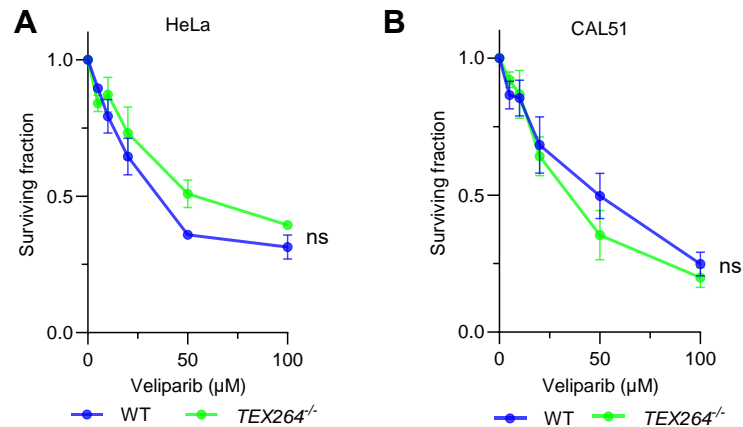 A
HeLa
Surviving fraction
1.0
0.5
0.0
ns
0
50
100
Veliparib (µM)
WT
TEX264-/-
B
CAL51
Surviving fraction
1.0
0.5
0.0
ns
0
50
100
Veliparib (µM)
WT
TEX264-/-